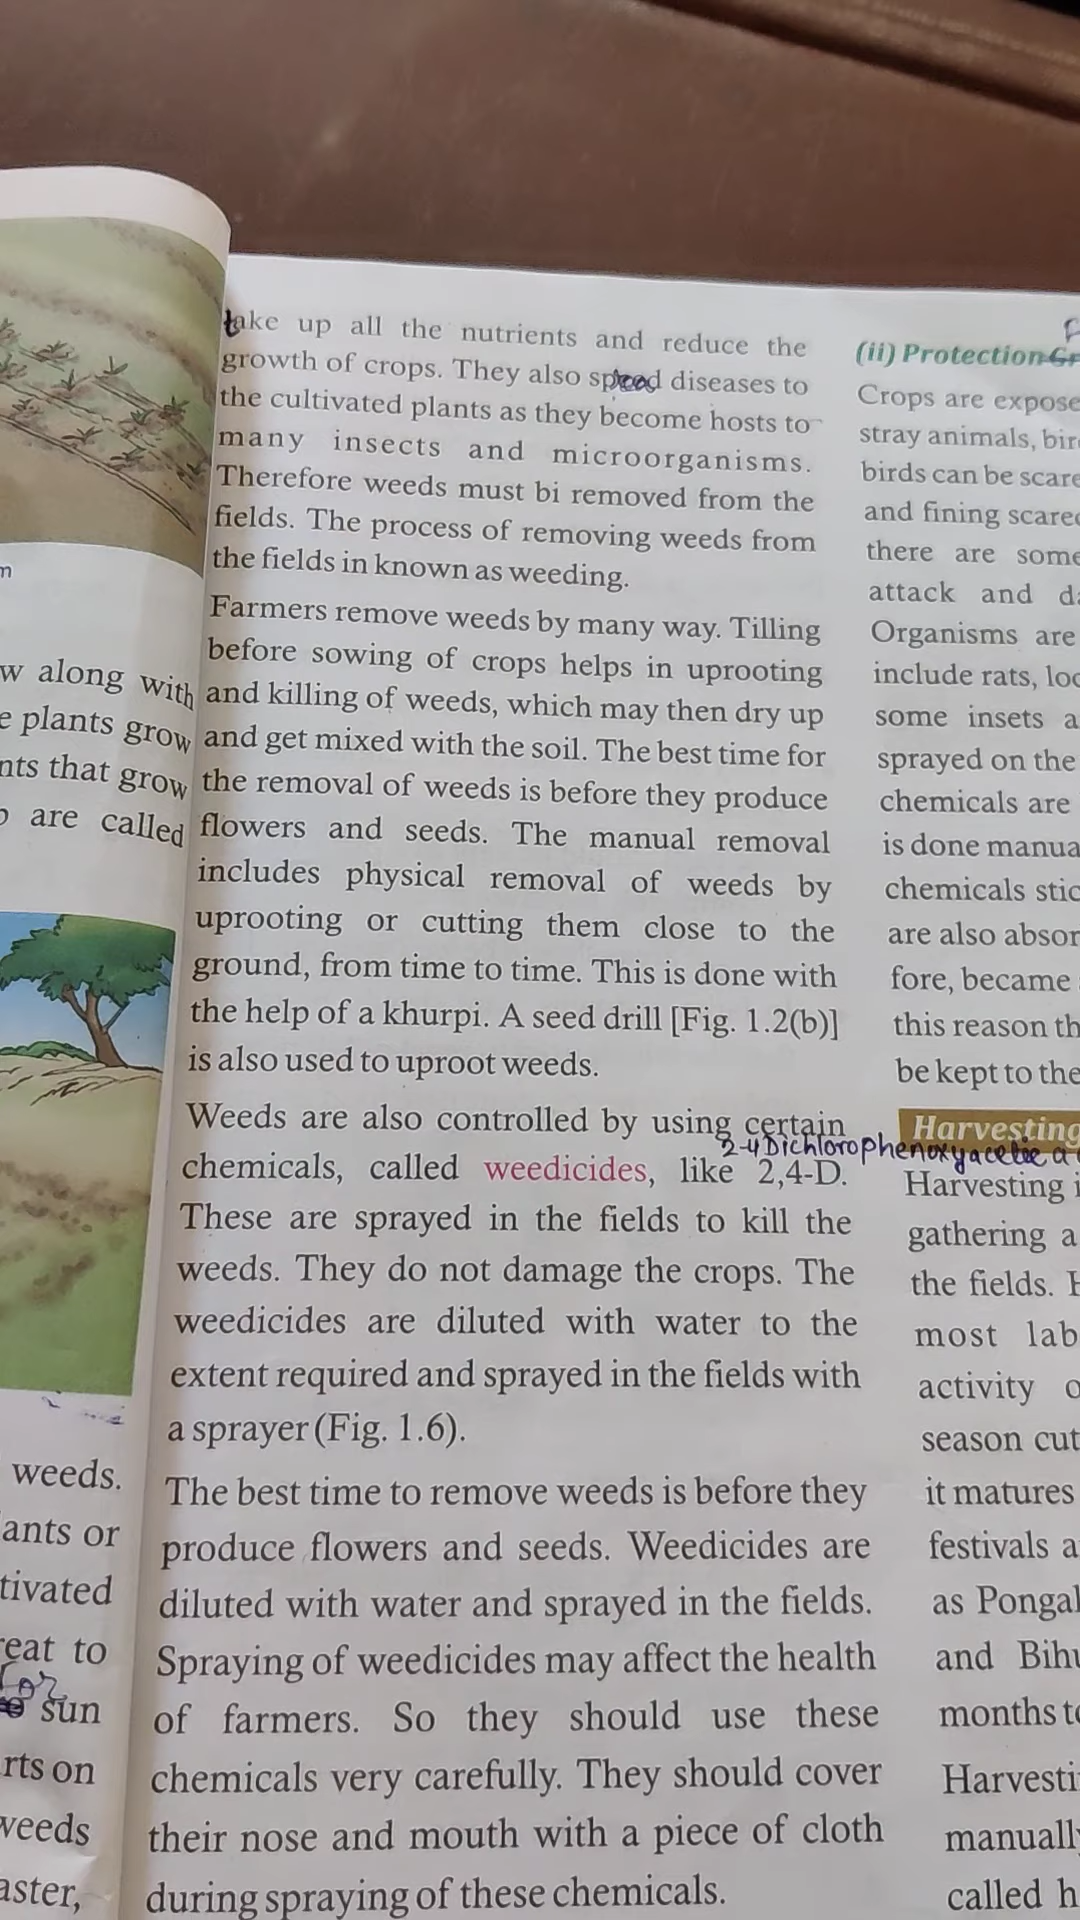 m
w along with
e plants grow
nts that grow
are called
weeds.
ants or
tivated
reat to
for
sun
rts on
weeds
aster,
take up all the nutrients and reduce the
growth of crops. They also spread diseases to
the cultivated plants as they become hosts to
many insects and microorganisms.
Therefore weeds must bi removed from the
fields. The process of removing weeds from
the fields in known as weeding.
Farmers remove weeds by many way. Tilling
before sowing of crops helps in uprooting
and killing of weeds, which may then dry up
and get mixed with the soil. The best time for
the removal of weeds is before they produce
flowers and seeds. The manual removal
includes physical removal of weeds by
uprooting or cutting them close to the
ground, from time to time. This is done with
the help of a khurpi. A seed drill [Fig. 1.2(b)]
is also used to uproot weeds.
Weeds are also controlled by using certain
2-4 Dichlorophenoxyacetic a
chemicals, called weedicides, like 2,4-D.
These are sprayed in the fields to kill the
weeds. They do not damage the crops. The
weedicides are diluted with water to the
extent required and sprayed in the fields with
a sprayer (Fig. 1.6).
The best time to remove weeds is before they
produce flowers and seeds. Weedicides are
diluted with water and sprayed in the fields.
Spraying of weedicides may affect the health
of farmers. So they should use these
chemicals very carefully. They should cover
their nose and mouth with a piece of cloth
during spraying of these chemicals.
(ii) Protection
Crops are expose
stray animals, bir
birds can be scare
and fining scare
there are some
attack and da
Organisms are
include rats, loc
some insets a
sprayed on the
chemicals are
is done manua
chemicals stic
are also absor
fore, became
this reason th
be kept to the
Harvesting
Harvesting i
gathering a
the fields. H
most lab
activity o
season cut
it matures
festivals a
as Pongal
and Bihu
months to
Harvesti
manually
called h